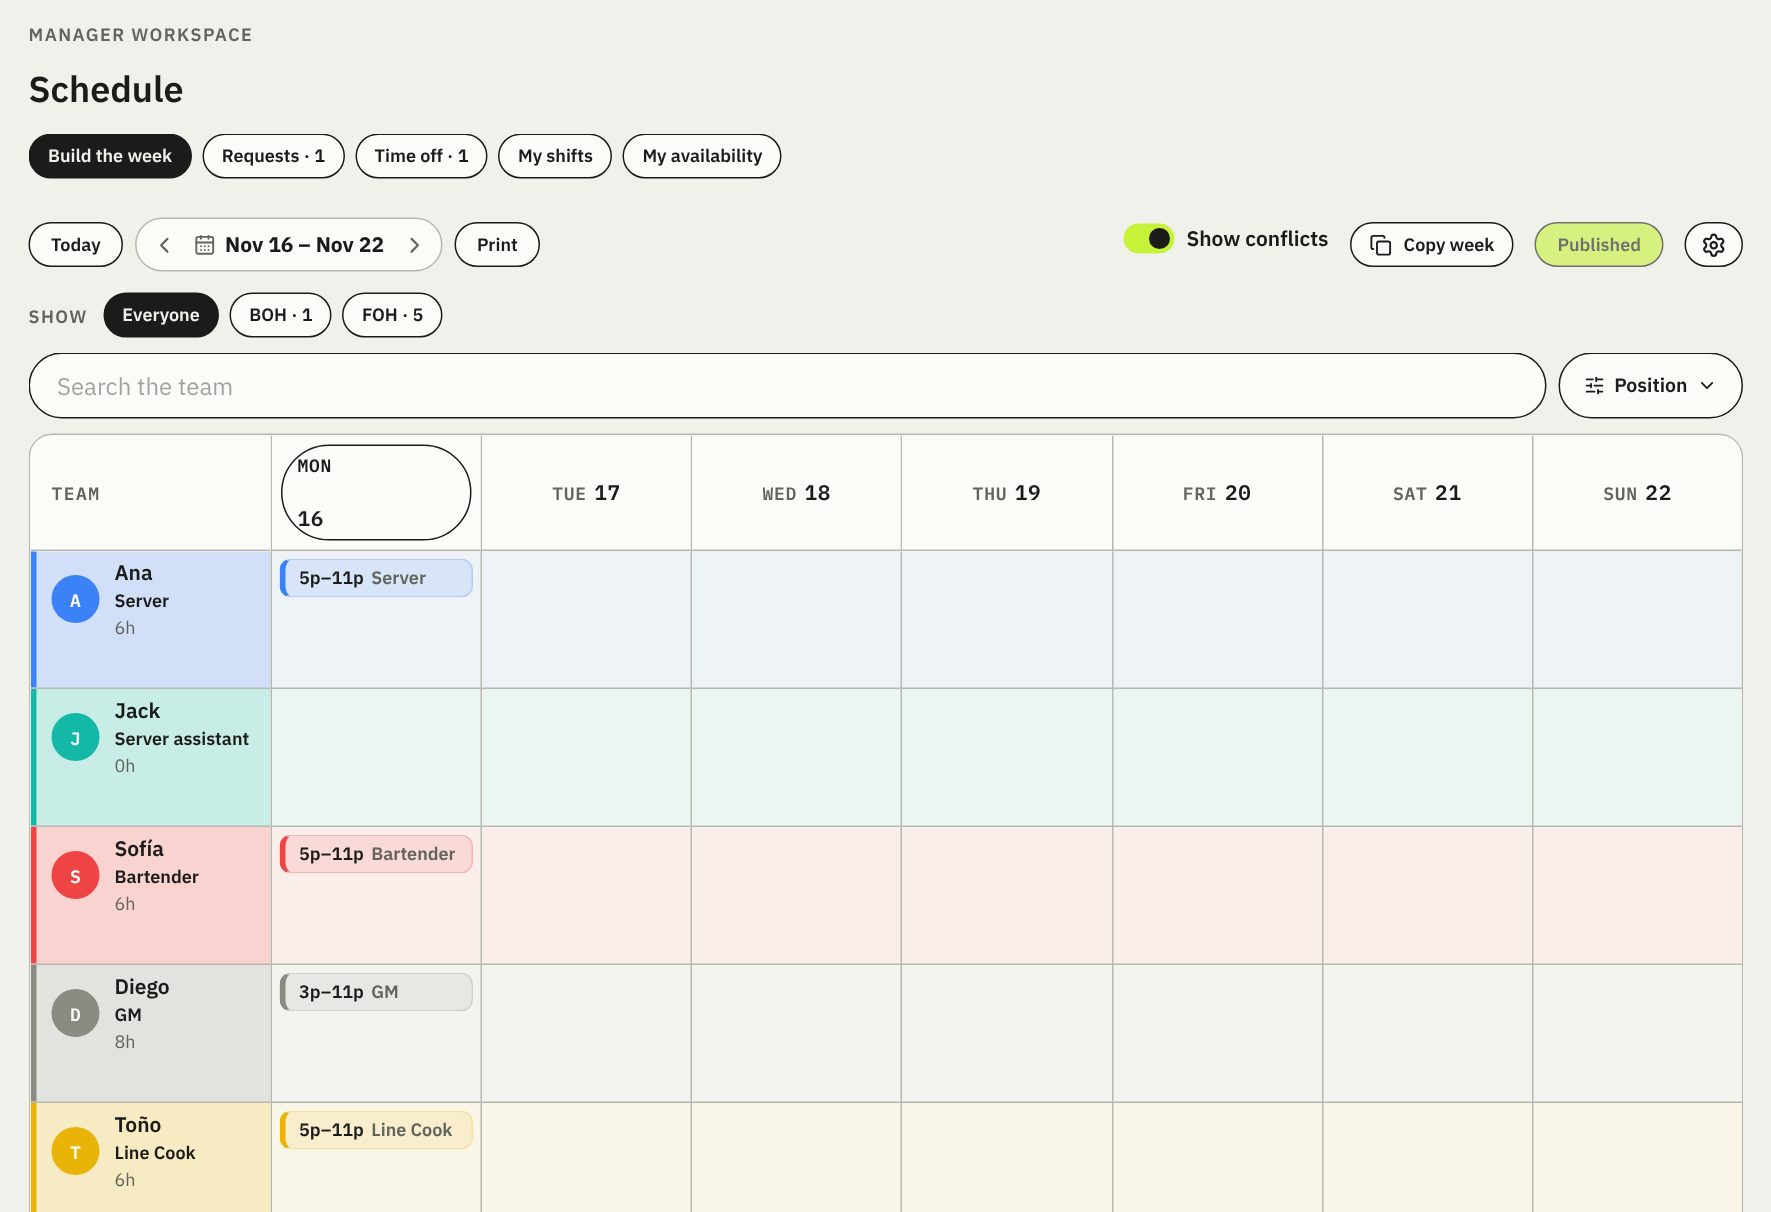 MANAGER WORKSPACE
Schedule
Build the week
Requests · 1
Time off · 1
My shifts
My availability
Today
Nov 16 – Nov 22
Print
Show conflicts
Copy week
Published
SHOW
Everyone
BOH · 1
FOH · 5
Search the team
Position
TEAM
MON
16
TUE 17
WED 18
THU 19
FRI 20
SAT 21
SUN 22
A
Ana
Server
6h
5p–11p Server
J
Jack
Server assistant
0h
S
Sofía
Bartender
6h
5p–11p Bartender
D
Diego
GM
8h
3p–11p GM
T
Toño
Line Cook
6h
5p–11p Line Cook